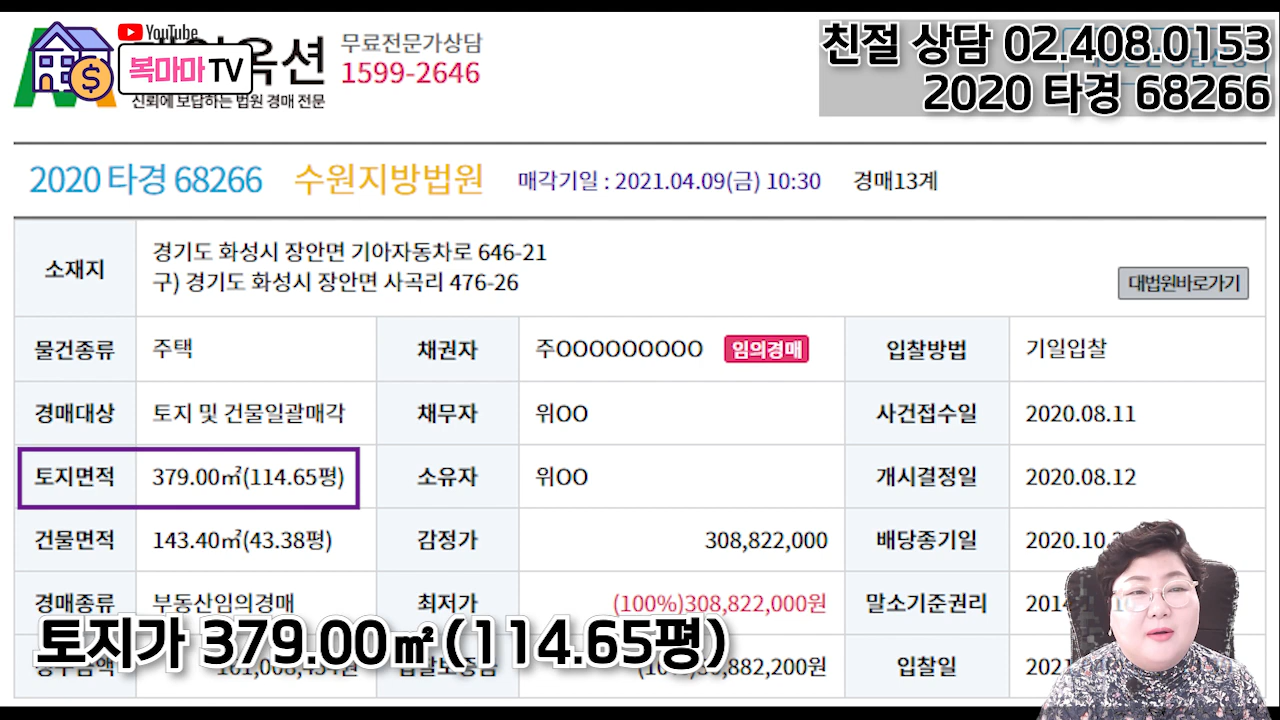 YouTube
복마마 TV
옥션
신뢰에 보답하는 법원 경매 전문
무료전문가상담
1599-2646
친절 상담 02.408.0153
2020 타경 68266
2020 타경 68266 수원지방법원 매각기일 : 2021.04.09(금) 10:30 경매13계
소재지
경기도 화성시 장안면 기아자동차로 646-21
구) 경기도 화성시 장안면 사곡리 476-26
대법원바로가기
물건종류 주택 채권자 주OOOOOOOOO 임의경매 입찰방법 기일입찰
경매대상 토지 및 건물일괄매각 채무자 위OO 사건접수일 2020.08.11
토지면적 379.00㎡(114.65평) 소유자 위OO 개시결정일 2020.08.12
건물면적 143.40㎡(43.38평) 감정가 308,822,000 배당종기일 2020.10.
경매종류 부동산임의경매 최저가 (100%)308,822,000원 말소기준권리
토지가 379.00㎡(114.65평)
입찰일